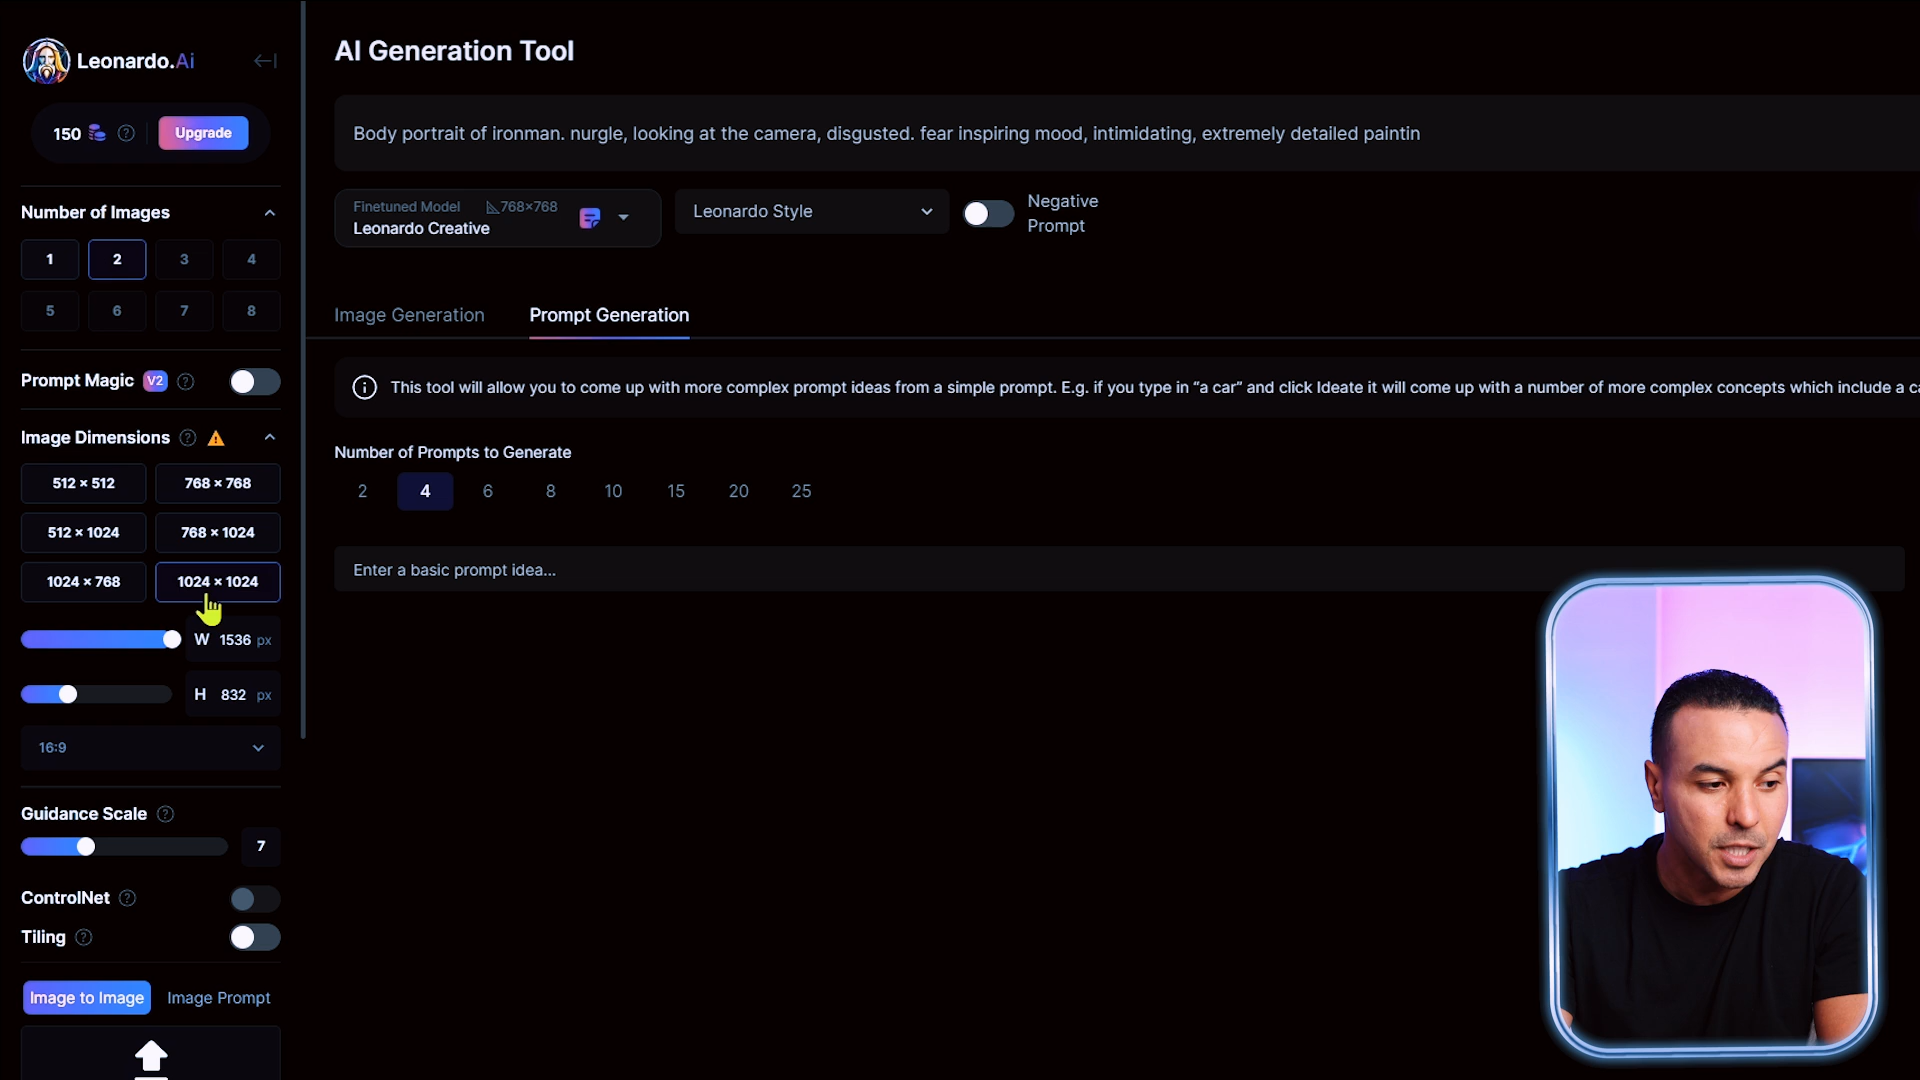 Leonardo.Ai
150
Upgrade
Number of Images
1 2 3 4
5 6 7 8
Prompt Magic V2
Image Dimensions
512 × 512 768 × 768
512 × 1024 768 × 1024
1024 × 768 1024 × 1024
W 1536 px
H 832 px
16:9
Guidance Scale
7
ControlNet
Tiling
Image to Image Image Prompt
AI Generation Tool
Body portrait of ironman. nurgle, looking at the camera, disgusted. fear inspiring mood, intimidating, extremely detailed paintin
Finetuned Model 768×768
Leonardo Creative
Leonardo Style
Negative
Prompt
Image Generation Prompt Generation
This tool will allow you to come up with more complex prompt ideas from a simple prompt. E.g. if you type in “a car” and click Ideate it will come up with a number of more complex concepts which include a
Number of Prompts to Generate
2 4 6 8 10 15 20 25
Enter a basic prompt idea...